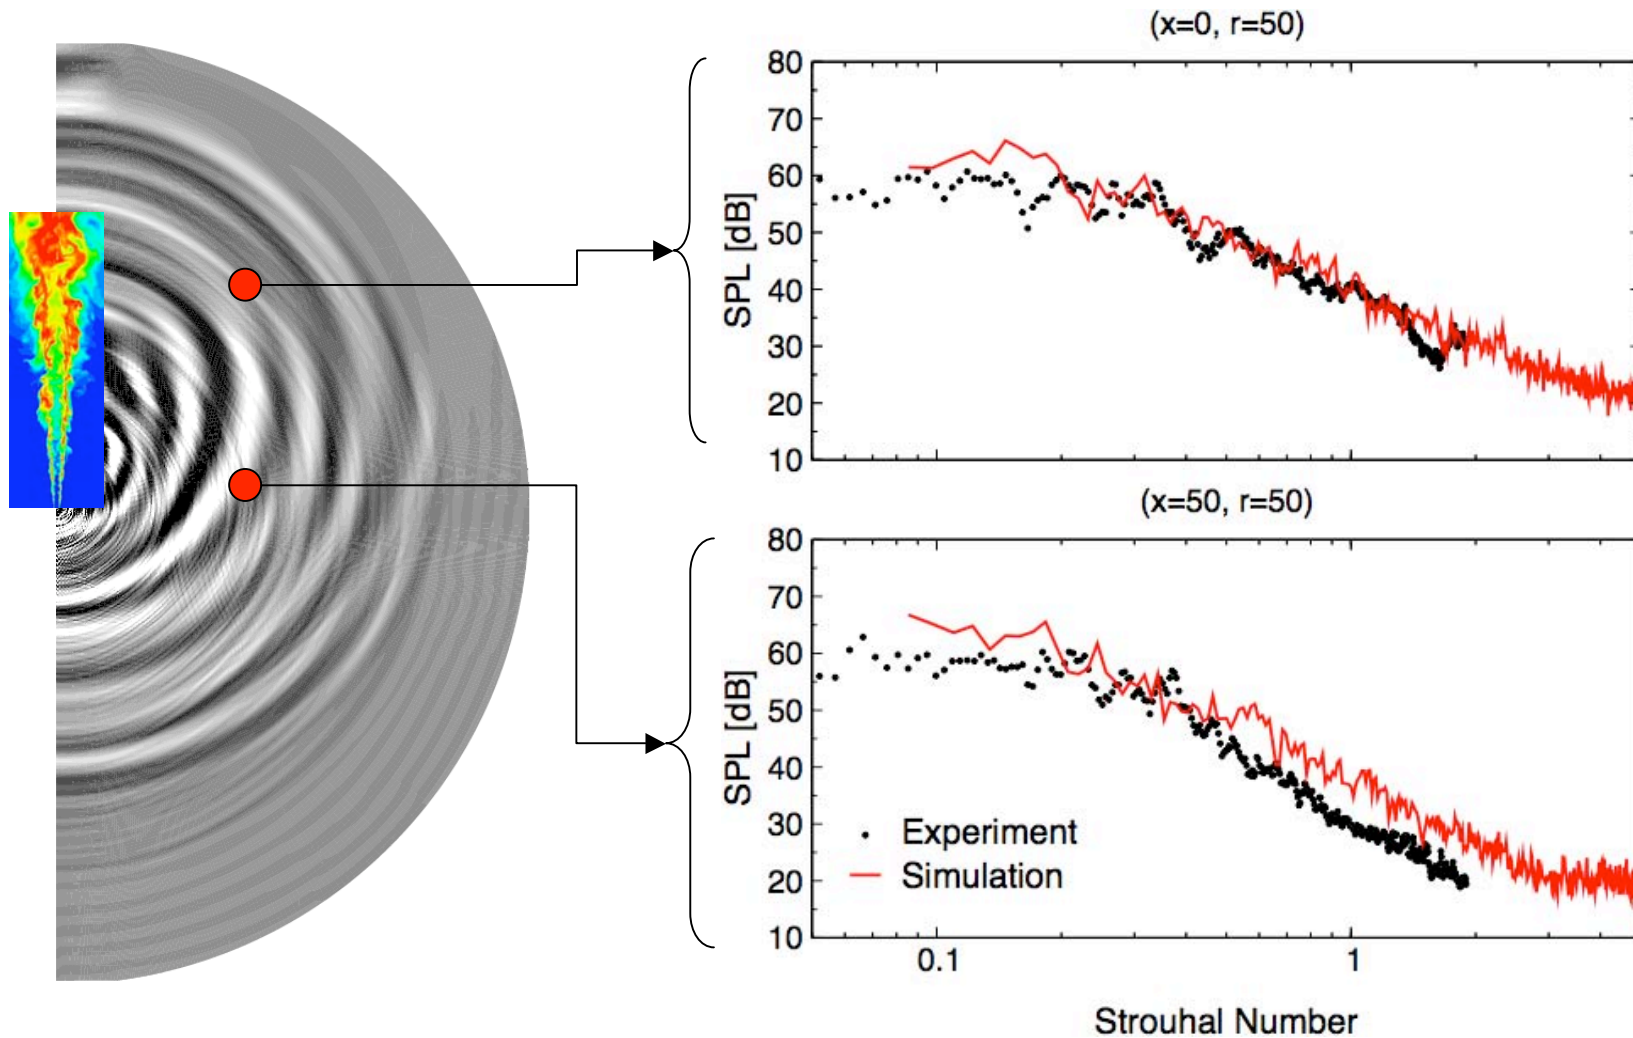 (x=0, r=50)
80
70
60
50
40
30
20
10
SPL [dB]
(x=50, r=50)
80
70
60
50
40
30
20
10
SPL [dB]
Experiment
Simulation
0.1 1
Strouhal Number